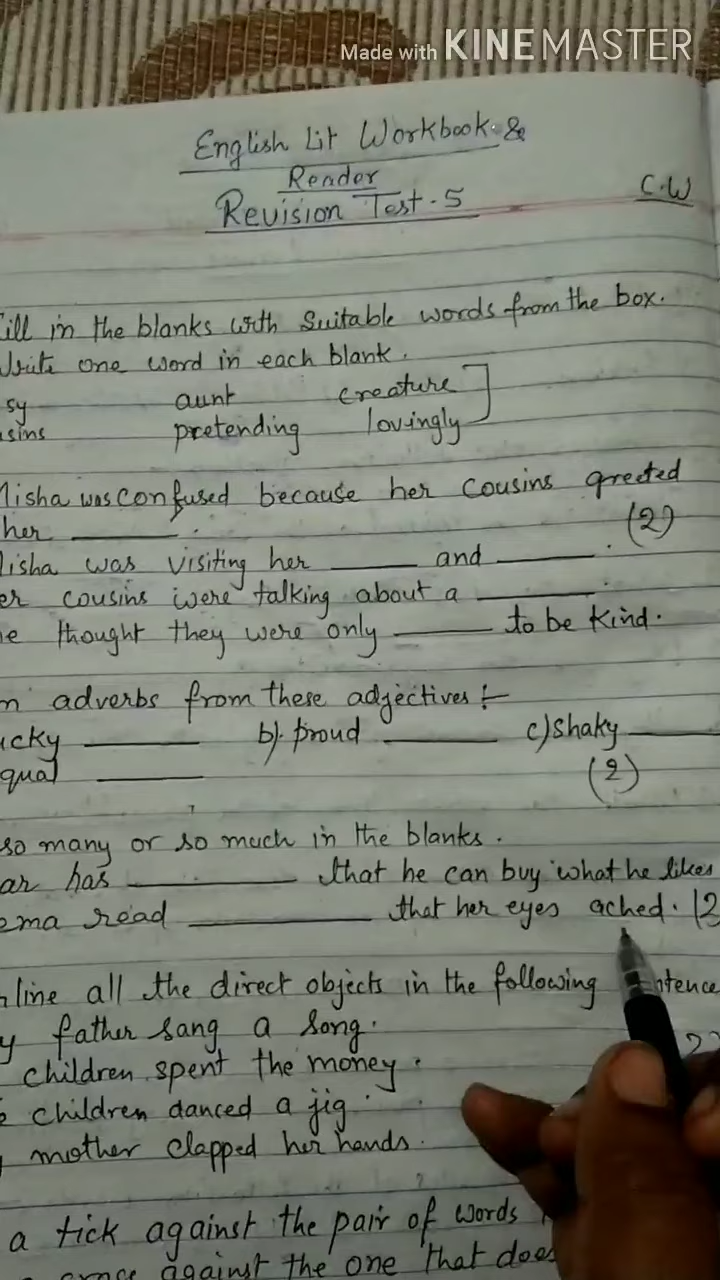 Made with KINEMASTER
English Lit Workbook &
Reader
Revision Test-5
C.W
ill in the blanks with suitable words from the box.
rite one word in each blank.
sy aunt creature
sins pretending lovingly
isha was confused because her cousins greeted
her ______.
(2)
isha was visiting her ______ and ______.
er cousins were talking about a ______.
e thought they were only ______ to be kind.
m adverbs from these adjectives :-
ucky ______ b). proud ______ c) shaky ______
qual ______
(2)
so many or so much in the blanks.
ar has ______ that he can buy what he likes
ema read ______ that her eyes ached. (2
line all the direct objects in the following ntence
y father sang a song.
children spent the money.
children danced a jig.
mother clapped her hands.
a tick against the pair of words
against the one that does